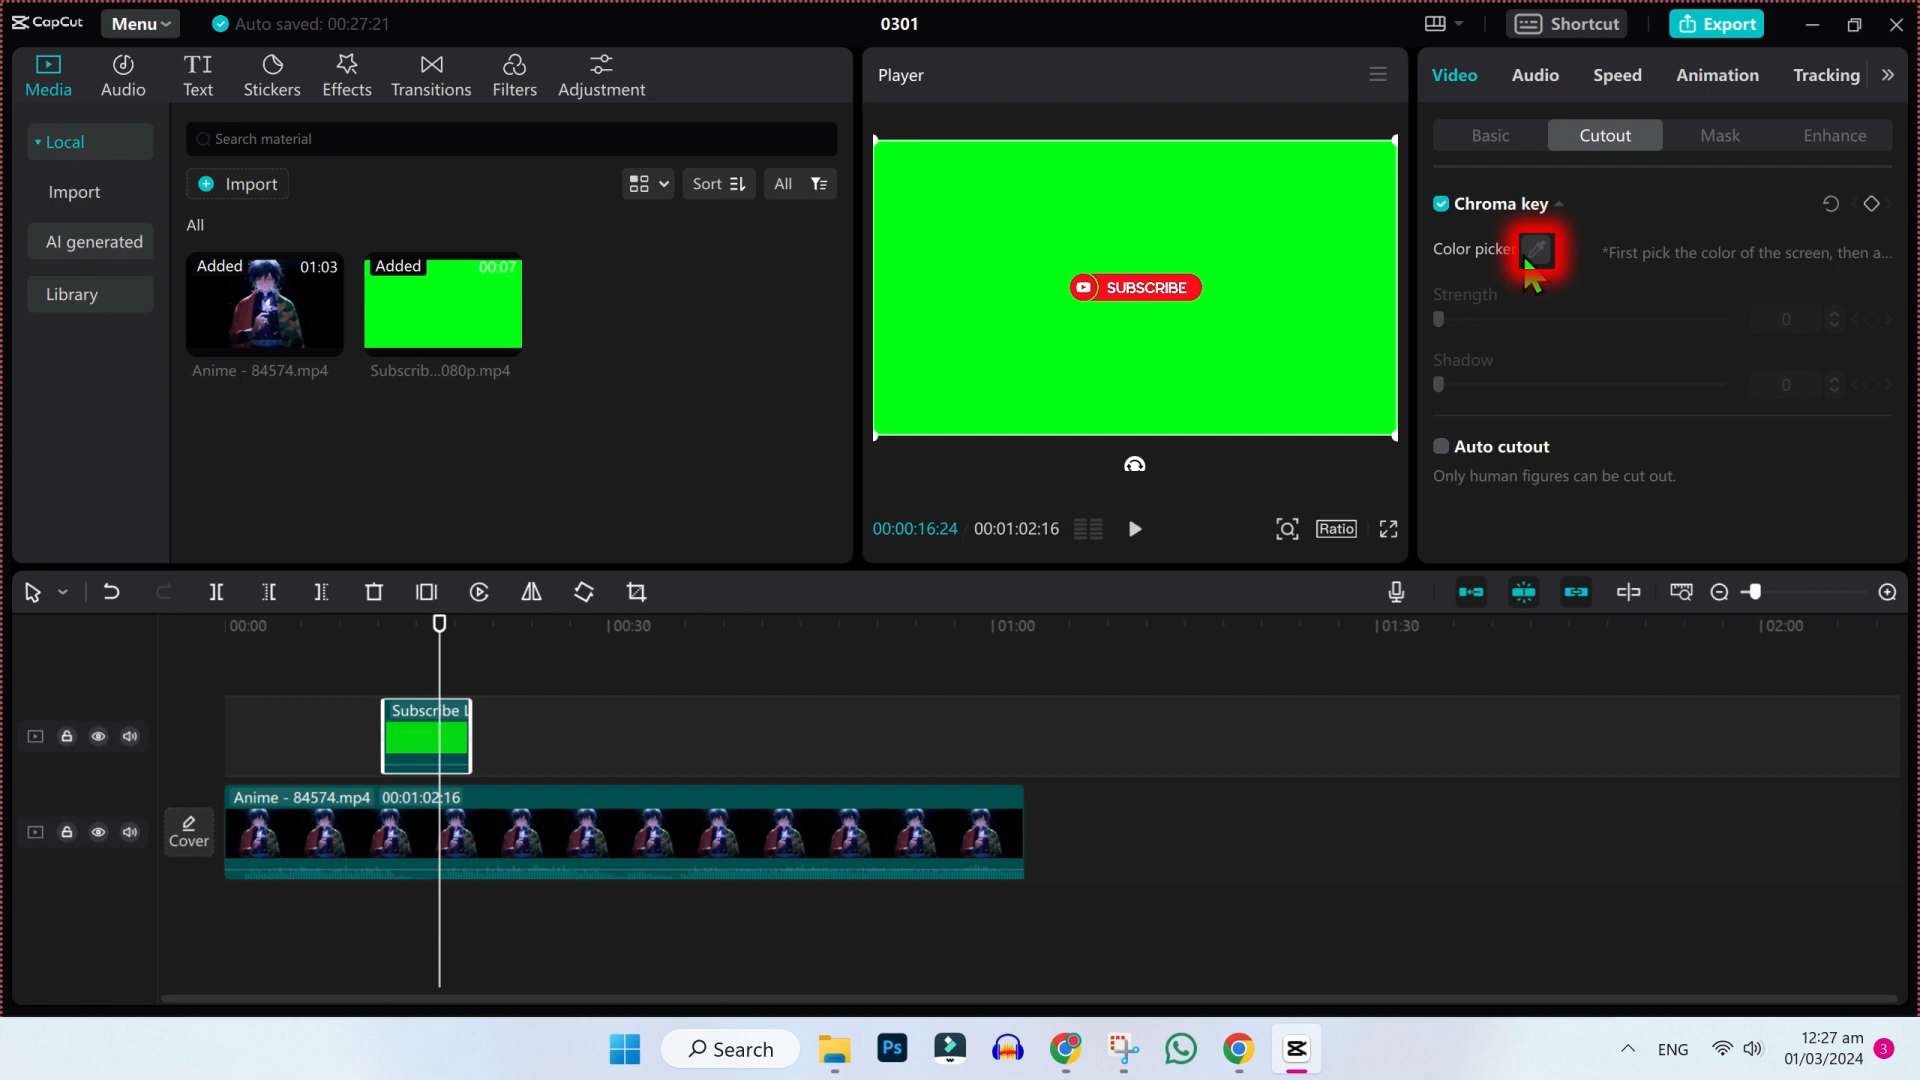 CapCut Menu Auto saved: 00:27:21 0301 Shortcut Export
Media Audio Text Stickers Effects Transitions Filters Adjustment
Player
Video Audio Speed Animation Tracking
Local
Import
AI generated
Library
Search material
Import Sort All
All
Added 01:03
Added 00:07
Anime - 84574.mp4 Subscrib...080p.mp4
SUBSCRIBE
00:00:16:24 00:01:02:16 Ratio
Basic Cutout Mask Enhance
Chroma key
Color picker *First pick the color of the screen, then a...
Strength
0
Shadow
0
Auto cutout
Only human figures can be cut out.
00:00 00:30 01:00 01:30 02:00
Subscribe L
Cover
Anime - 84574.mp4 00:01:02:16
Search Ps ENG 12:27 am
01/03/2024 3